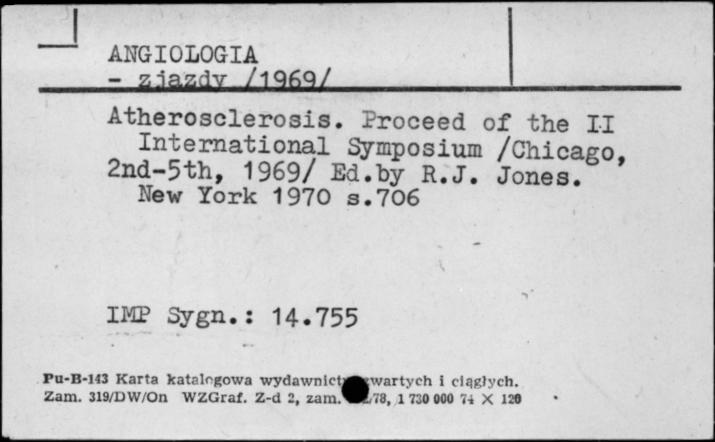 ANGIOLOGIA
- zjazdy /1969/
Atherosclerosis. Proceed of the II
International Symposium /Chicago,
2nd-5th, 1969/ Ed.by R.J. Jones.
New York 1970 s.706
IMP Sygn.: 14.755
Pu-B-143 Karta katalogowa wydawnict zwartych i ciągłych.
Zam. 319/DW/On WZGraf. Z-d 2, zam. /78, 1 730 000 74 X 120